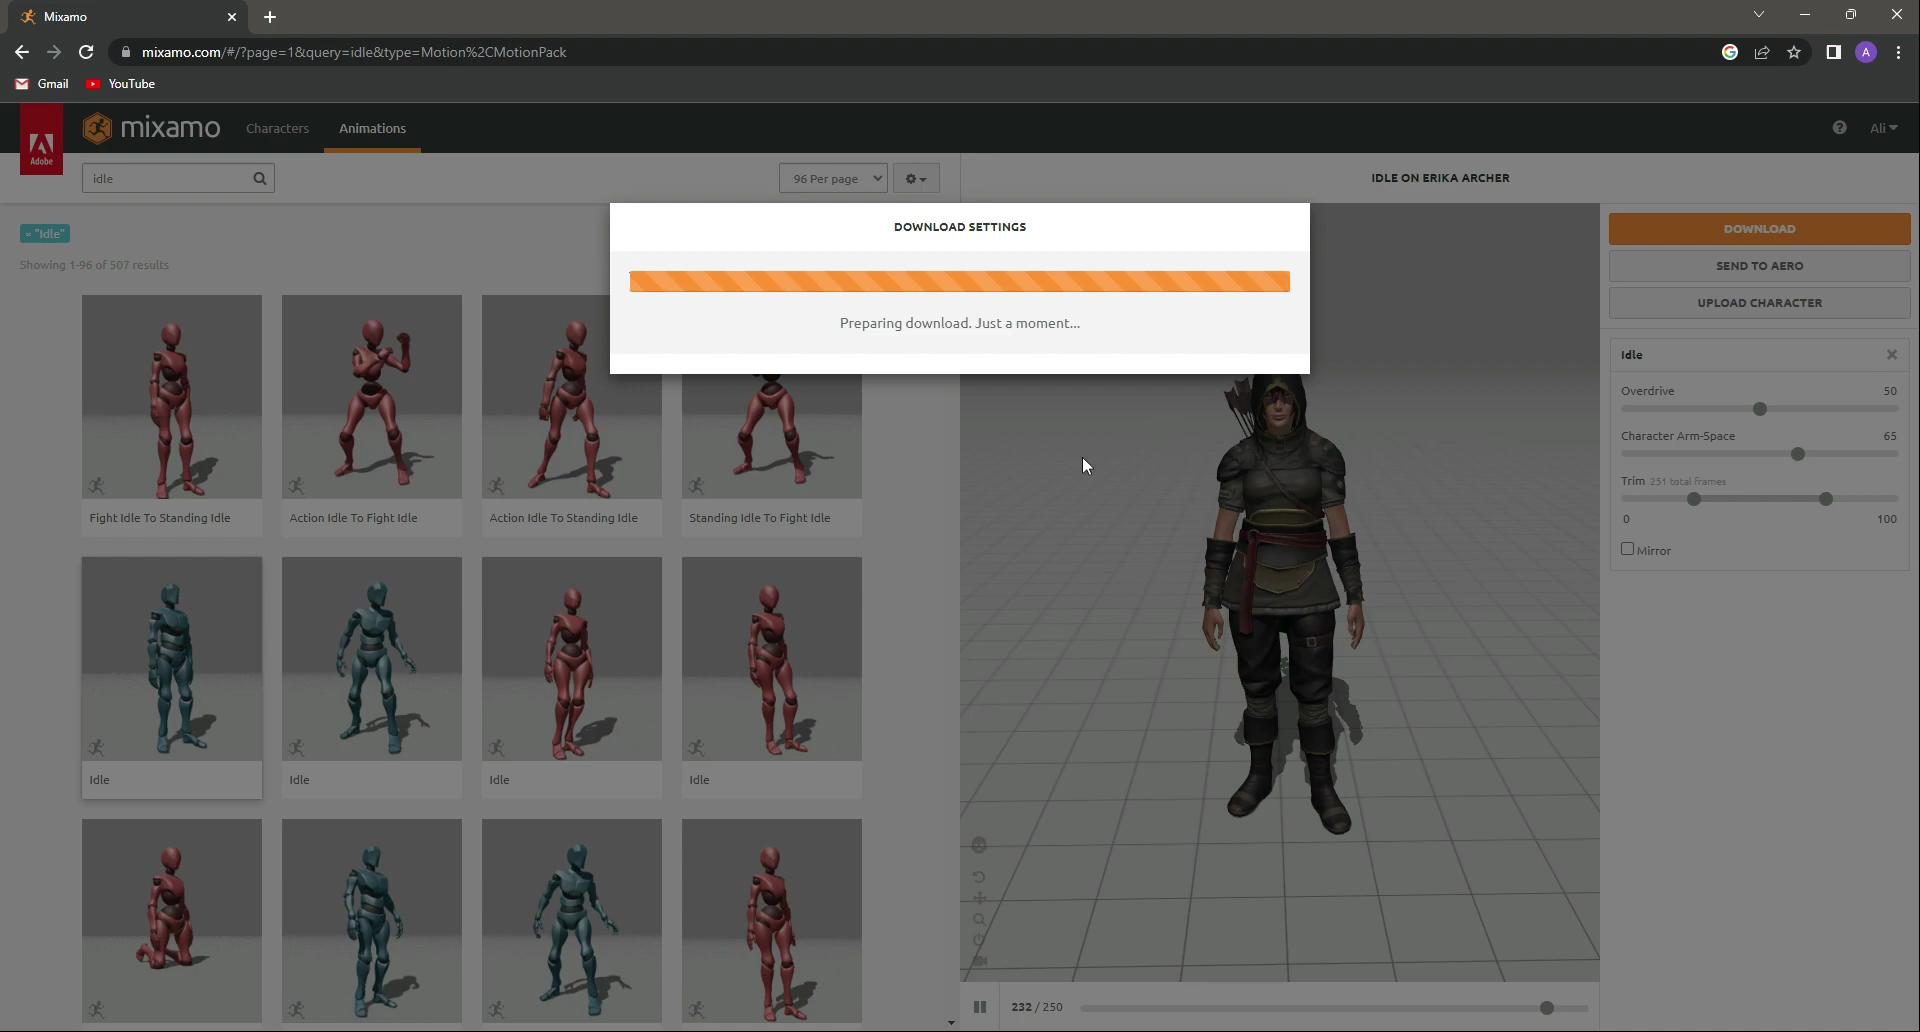 Mixamo
mixamo.com/#/?page=1&query=idle&type=Motion%2CMotionPack
A
Gmail
YouTube
Adobe
mixamo
Characters
Animations
Ali
idle
96 Per page
IDLE ON ERIKA ARCHER
"Idle"
Showing 1-96 of 507 results
DOWNLOAD SETTINGS
Preparing download. Just a moment...
DOWNLOAD
SEND TO AERO
UPLOAD CHARACTER
Idle
Overdrive 50
Character Arm-Space 65
Trim 251 total frames
0 100
Mirror
Fight Idle To Standing Idle
Action Idle To Fight Idle
Action Idle To Standing Idle
Standing Idle To Fight Idle
Idle
Idle
Idle
Idle
232 / 250